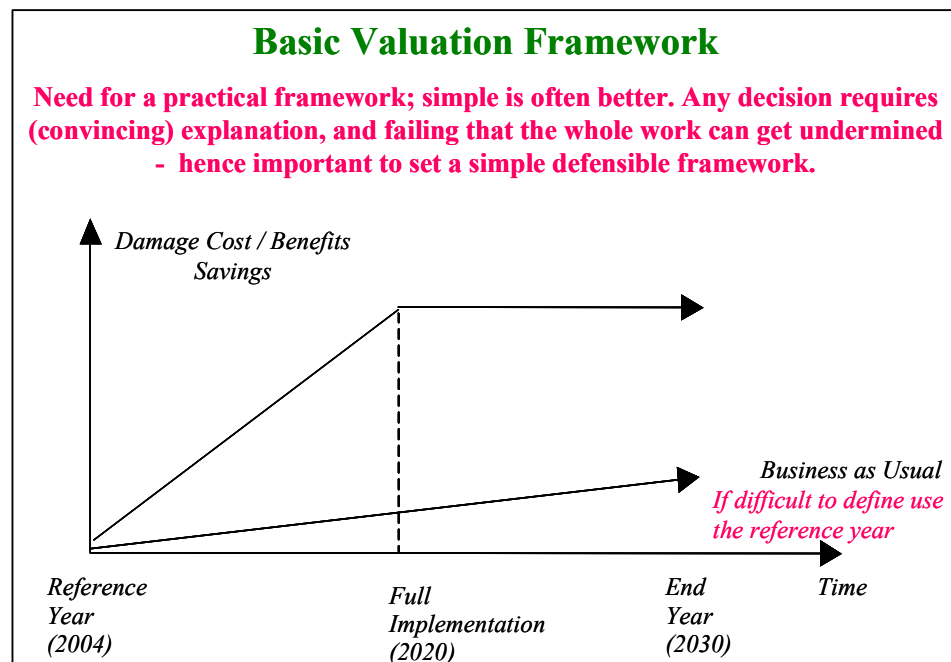 Basic Valuation Framework
Need for a practical framework; simple is often better. Any decision requires
(convincing) explanation, and failing that the whole work can get undermined
- hence important to set a simple defensible framework.
Damage Cost / Benefits
Savings
Business as Usual
If difficult to define use
the reference year
Reference
Year
(2004)
Full
Implementation
(2020)
End
Year
(2030)
Time